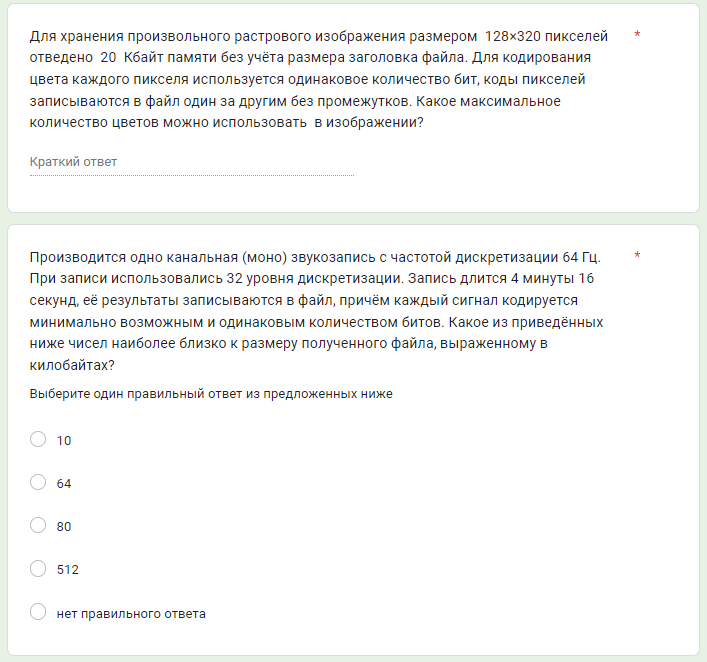 Для хранения произвольного растрового изображения размером 128×320 пикселей *
отведено 20 Кбайт памяти без учёта размера заголовка файла. Для кодирования
цвета каждого пикселя используется одинаковое количество бит, коды пикселей
записываются в файл один за другим без промежутков. Какое максимальное
количество цветов можно использовать в изображении?
Краткий ответ
Производится одно канальная (моно) звукозапись с частотой дискретизации 64 Гц. *
При записи использовались 32 уровня дискретизации. Запись длится 4 минуты 16
секунд, её результаты записываются в файл, причём каждый сигнал кодируется
минимально возможным и одинаковым количеством битов. Какое из приведённых
ниже чисел наиболее близко к размеру полученного файла, выраженному в
килобайтах?
Выберите один правильный ответ из предложенных ниже
10
64
80
512
нет правильного ответа